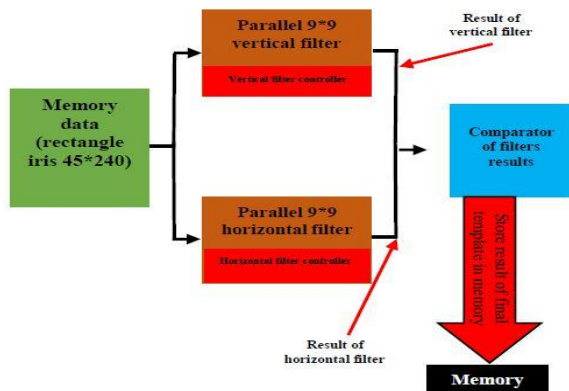 Parallel 9*9
vertical filter
Vertical filter controller
Result of
vertical filter
Memory
data
(rectangle
iris 45*240)
Comparator
of filters
results
Parallel 9*9
horizontal filter
Horizontal filter controller
Result of
horizontal filter
Store result of final
template in memory
Memory